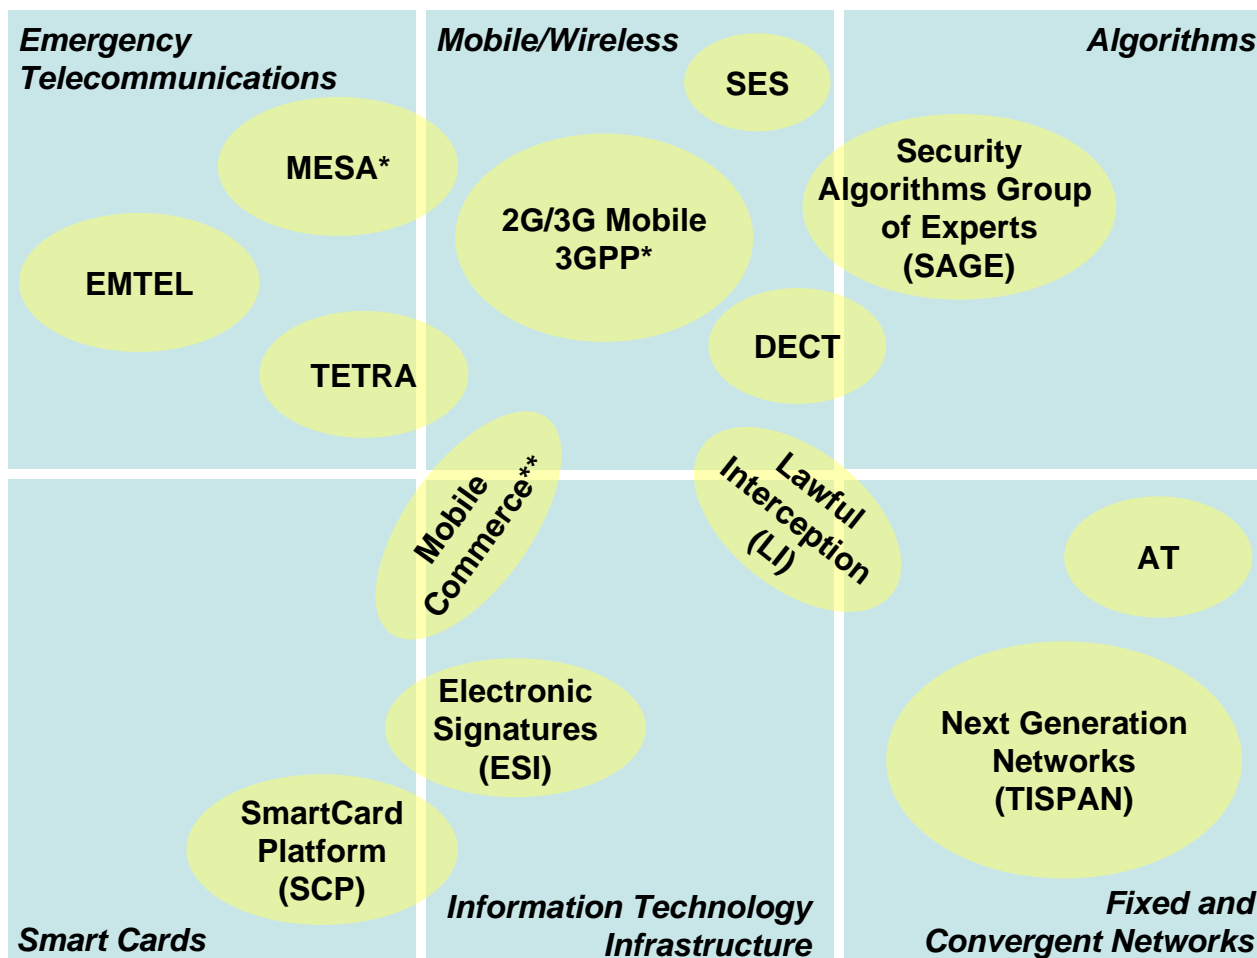 Emergency
Telecommunications
MESA*
EMTEL
TETRA
Mobile/Wireless
SES
2G/3G Mobile
3GPP*
DECT
Algorithms
Security
Algorithms Group
of Experts
(SAGE)
Mobile
Commerce**
Lawful
Interception
(LI)
AT
Electronic
Signatures
(ESI)
Next Generation
Networks
(TISPAN)
SmartCard
Platform
(SCP)
Smart Cards
Information Technology
Infrastructure
Fixed and
Convergent Networks